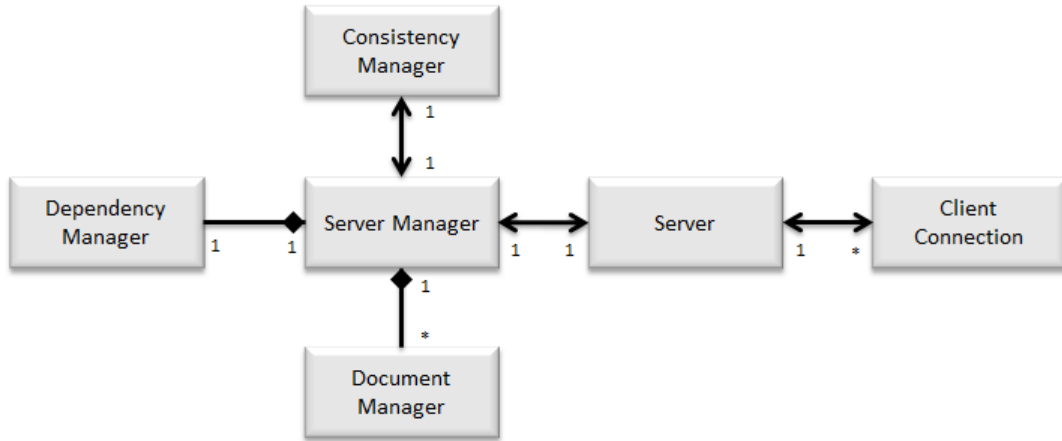 Consistency
Manager
1
1
Dependency
Manager
1
1
Server Manager
1
1
Server
1
*
Client
Connection
1
*
Document
Manager